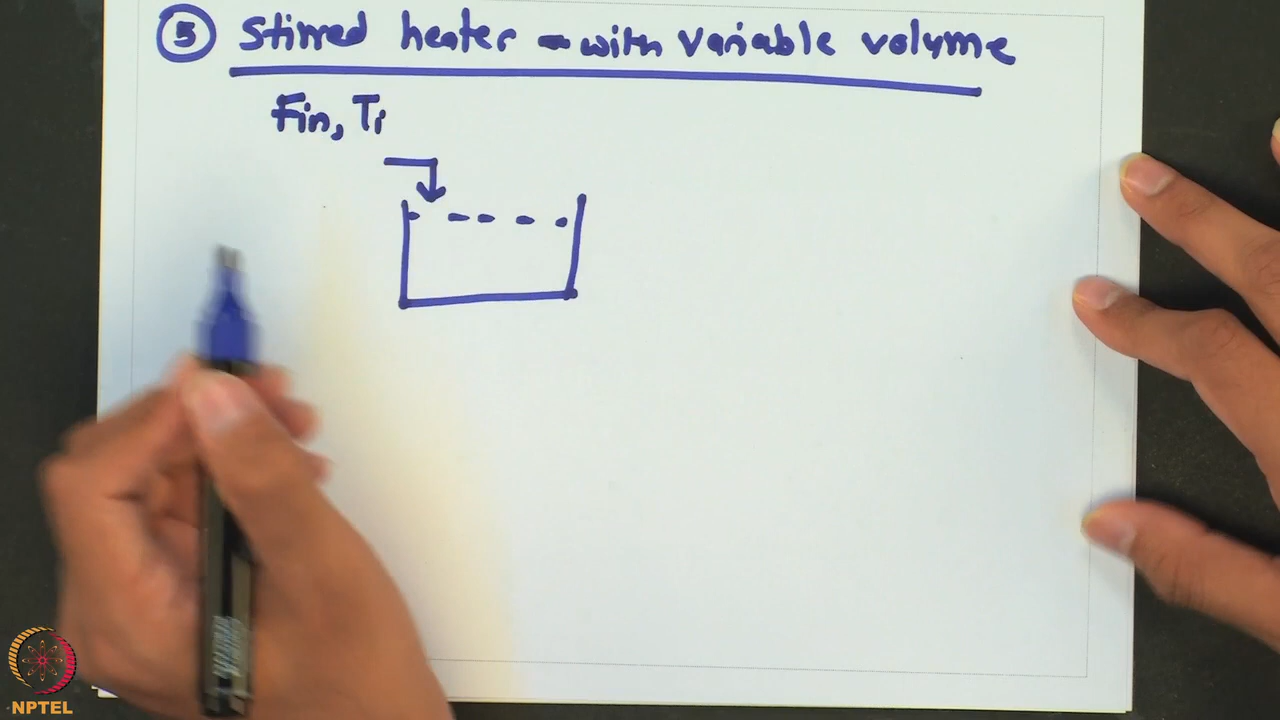 5 Stirred heater - with variable volume
Fin, Ti
NPTEL